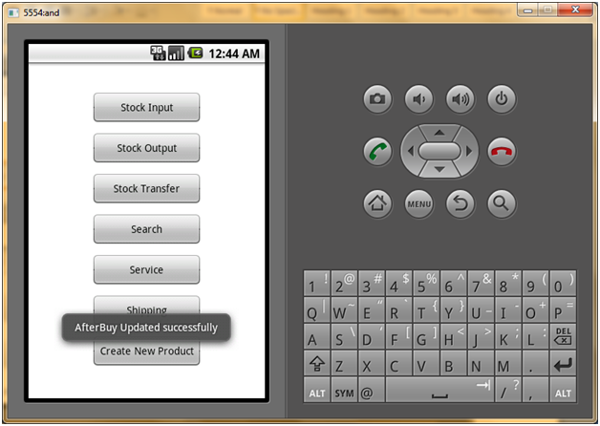 5554:and
3G
12:44 AM
Stock Input
Stock Output
Stock Transfer
Search
Service
Shipping
AfterBuy Updated successfully
Create New Product
MENU
1 ! 2 @ 3 # 4 $ 5 % 6 ^ 7 & 8 * 9 ( 0 )
Q | W ~ E " R ` T { Y } U _ I - O + P =
A S \ D ' F [ G ] H < J > K ; L : DEL
Z X C V B N M .
ALT SYM @ / ? , ALT